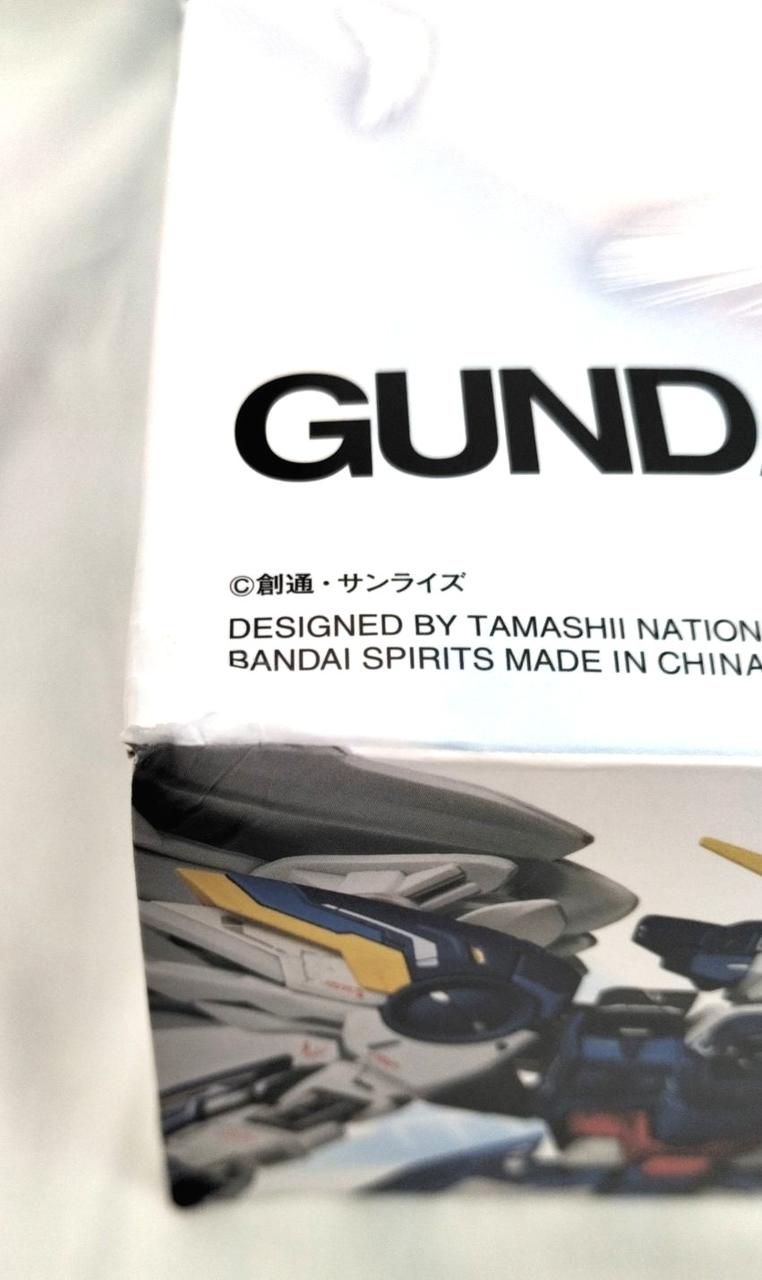 GUND
©創通・サンライズ
DESIGNED BY TAMASHII NATION
BANDAI SPIRITS MADE IN CHINA